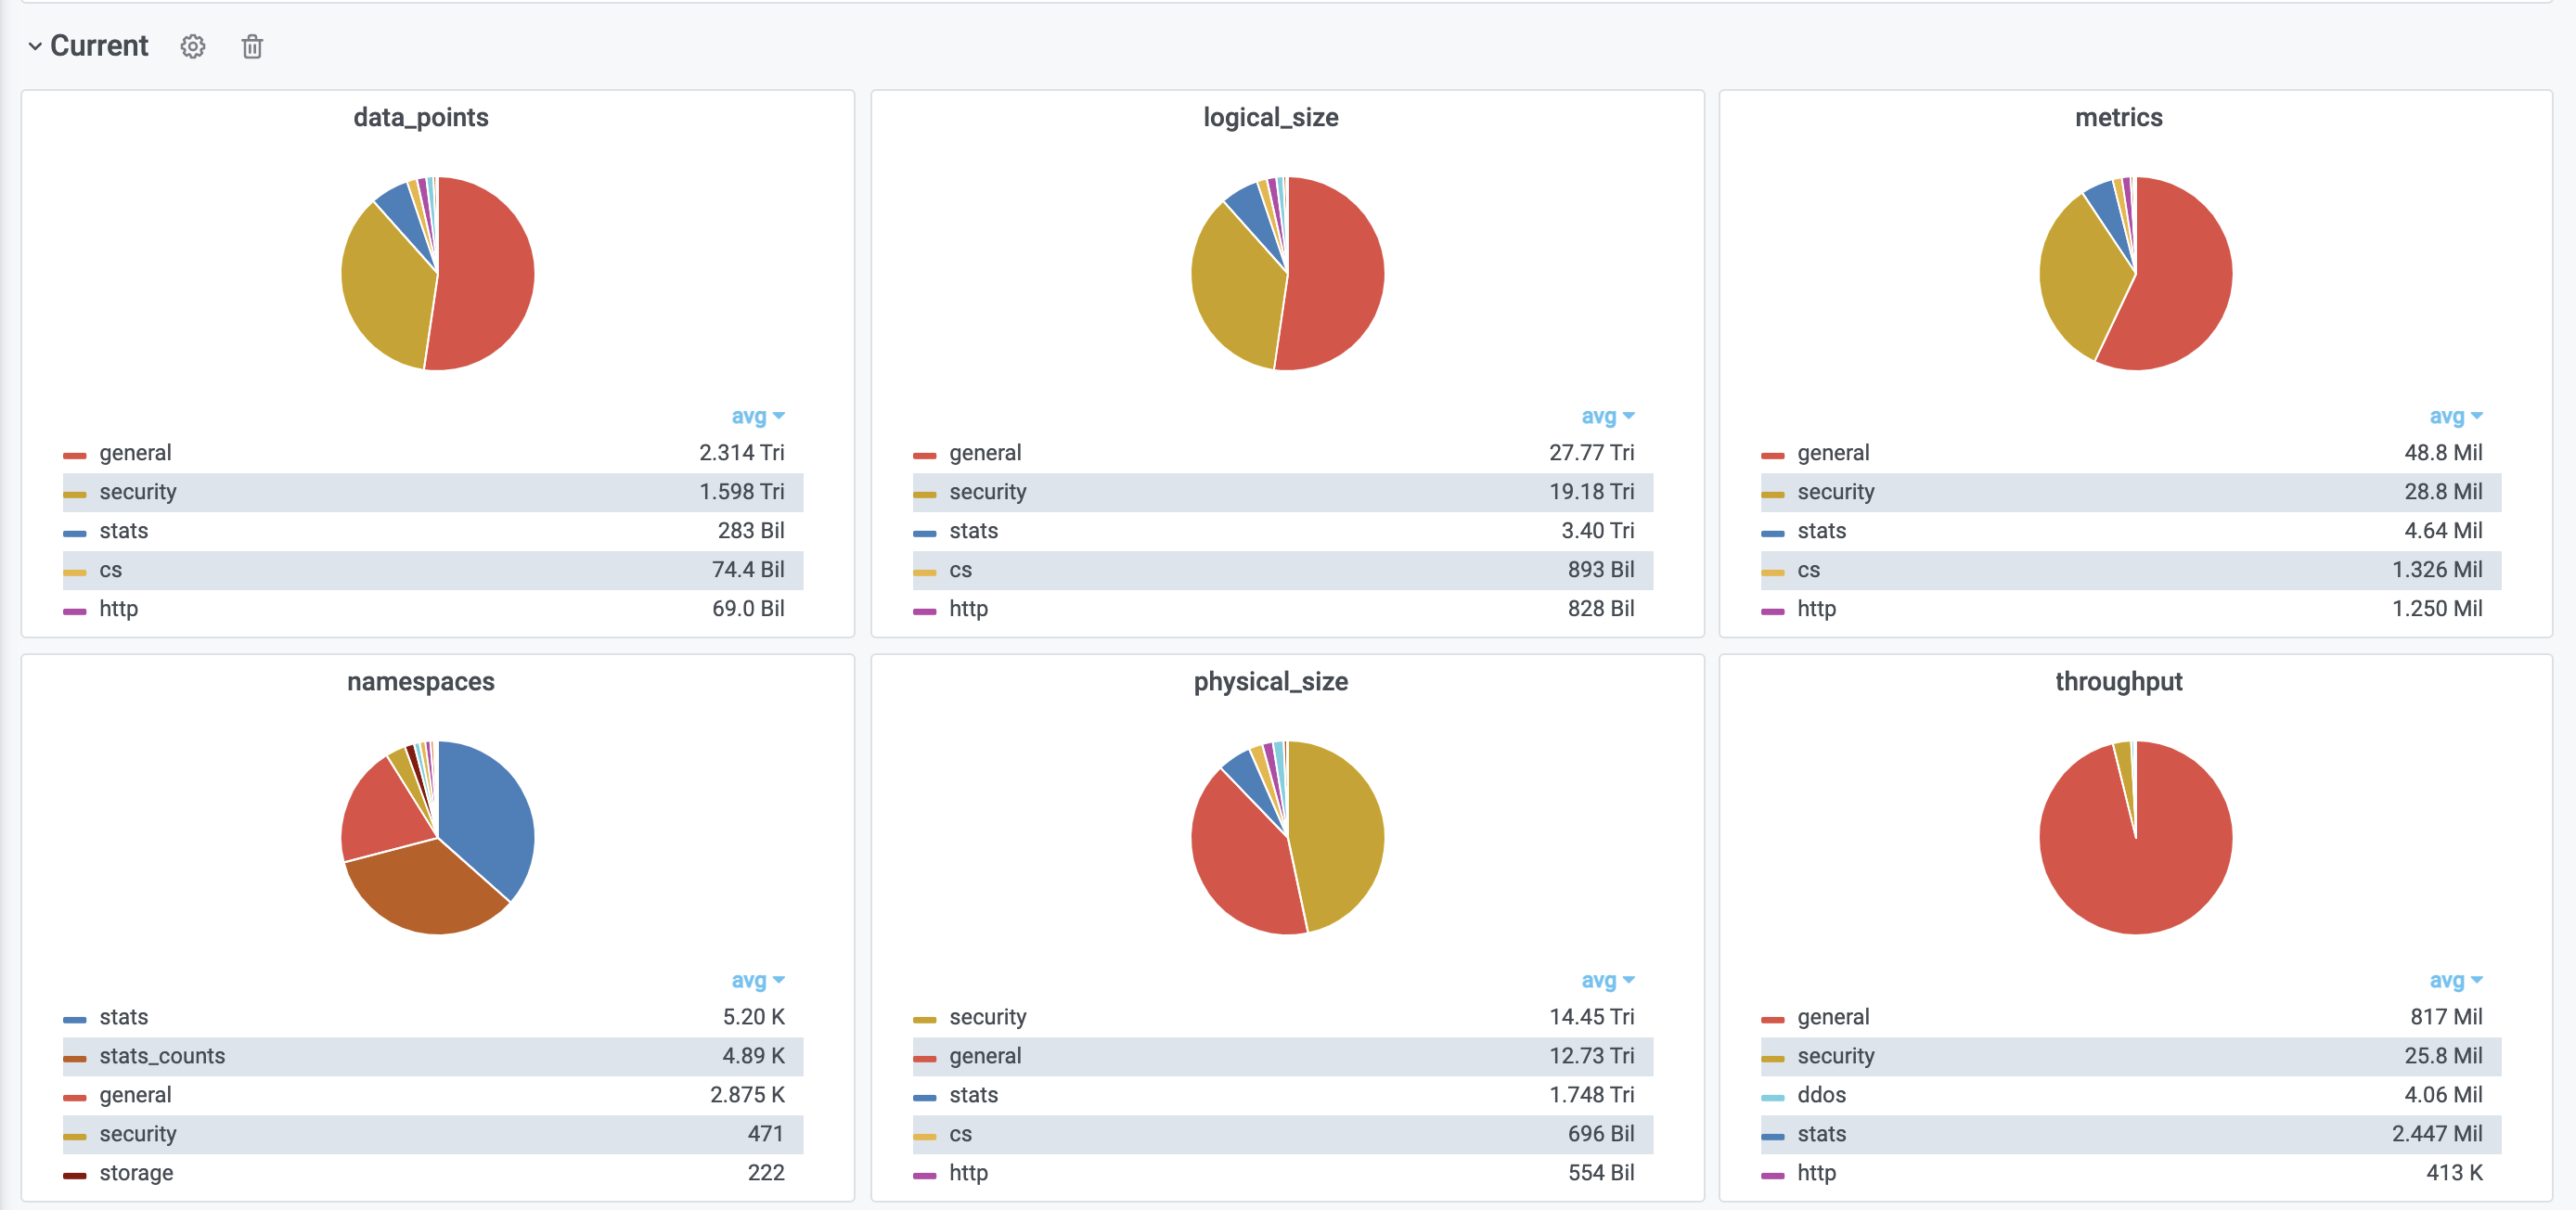 Current
data_points
avg
general 2.314 Tri
security 1.598 Tri
stats 283 Bil
cs 74.4 Bil
http 69.0 Bil
logical_size
avg
general 27.77 Tri
security 19.18 Tri
stats 3.40 Tri
cs 893 Bil
http 828 Bil
metrics
avg
general 48.8 Mil
security 28.8 Mil
stats 4.64 Mil
cs 1.326 Mil
http 1.250 Mil
namespaces
avg
stats 5.20 K
stats_counts 4.89 K
general 2.875 K
security 471
storage 222
physical_size
avg
security 14.45 Tri
general 12.73 Tri
stats 1.748 Tri
cs 696 Bil
http 554 Bil
throughput
avg
general 817 Mil
security 25.8 Mil
ddos 4.06 Mil
stats 2.447 Mil
http 413 K